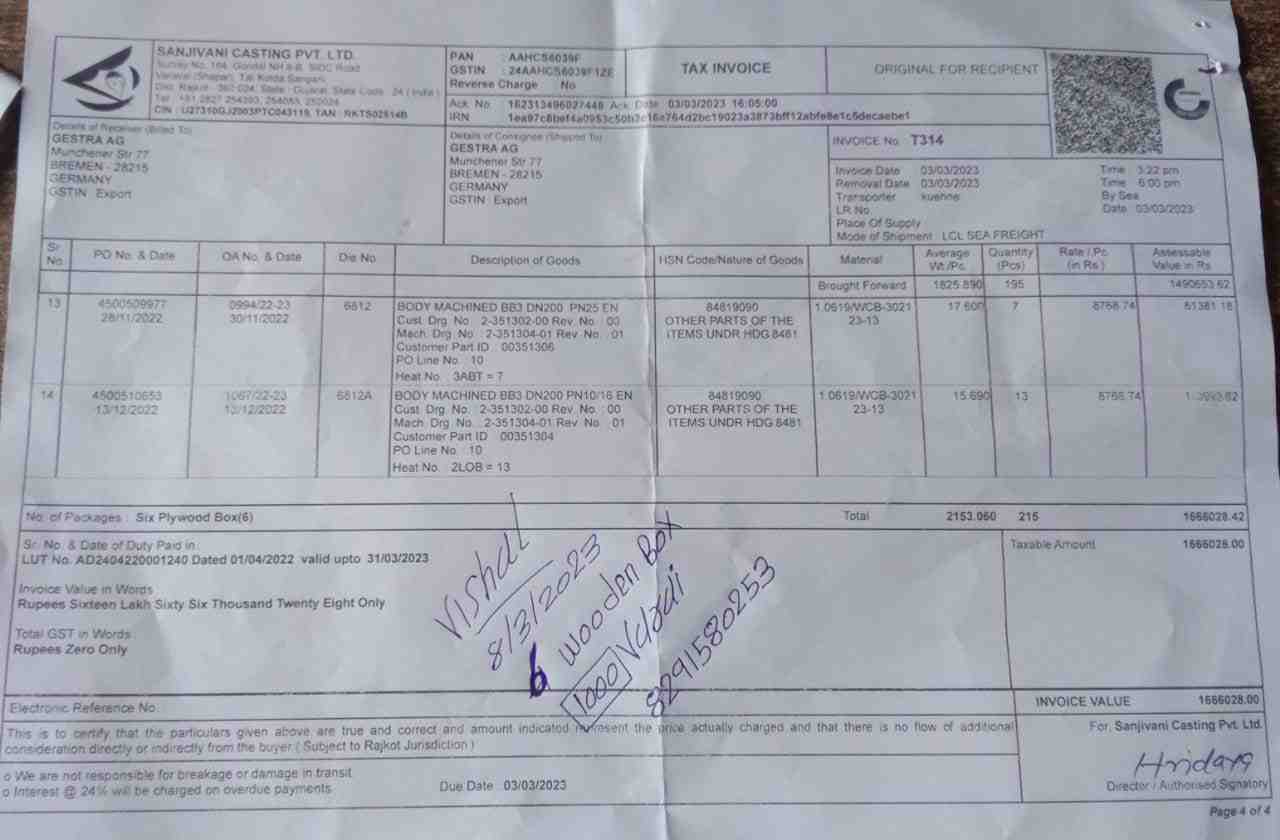 SANJIVANI CASTING PVT. LTD.
Survey No. 164, Gondal NH 8-B, SIDC Road
Veraval (Shapar), Tal Kotda Sangani
Dist. Rajkot - 360 024, State : Gujarat, State Code : 24 ( India )
CIN : U27310GJ2003PTC043119, TAN : RKTS02814B
PAN : AAHCS6039F
GSTIN : 24AAHCS6039F1ZE
Reverse Charge No
TAX INVOICE
ORIGINAL FOR RECIPIENT
Ack No : 162313496027448 Ack Date 03/03/2023 16:05:00
IRN
Details of Receiver (Billed To)
GESTRA AG
Munchener Str 77
BREMEN - 28215
GERMANY
GSTIN : Export
Details of Consignee (Shipped To)
GESTRA AG
Munchener Str 77
BREMEN - 28215
GERMANY
GSTIN : Export
INVOICE No. T314
Invoice Date 03/03/2023 Time 3:22 pm
Removal Date 03/03/2023 Time 6:00 pm
Transporter kuehne By Sea
LR No Date 03/03/2023
Place Of Supply
Mode of Shipment LCL SEA FREIGHT
Sr. No. PO No. & Date OA No. & Date Die No Description of Goods HSN Code/Nature of Goods Material Average Wt./Pc. Quantity (Pcs) Rate / Pc. (in Rs.) Assessable Value in Rs
Brought Forward 1825.890 195 1490653.62
13 4500509977 0994/22-23 6812 BODY MACHINED BB3 DN200 PN25 EN 84819090 1.0619/WCB-3021 17.600 7 8768.74 61381.18
28/11/2022 30/11/2022 Cust. Drg. No. : 2-351302-00 Rev. No. : 00 OTHER PARTS OF THE 23-13
Mach. Drg. No. : 2-351304-01 Rev. No. : 01 ITEMS UNDR HDG 8481
Customer Part ID : 00351306
PO Line No. : 10
Heat No. 3ABT = 7
14 4500510653 1067/22-23 6812A BODY MACHINED BB3 DN200 PN10/16 EN 84819090 1.0619/WCB-3021 15.690 13 8768.74
13/12/2022 13/12/2022 Cust. Drg. No. : 2-351302-00 Rev. No. : 00 OTHER PARTS OF THE 23-13
Mach. Drg. No. : 2-351304-01 Rev. No. : 01 ITEMS UNDR HDG 8481
Customer Part ID : 00351304
PO Line No. : 10
Heat No. 2LOB = 13
No. of Packages : Six Plywood Box(6) Total 2153.060 215 1666028.42
Sr. No. & Date of Duty Paid in
LUT No. AD2404220001240 Dated 01/04/2022 valid upto 31/03/2023
Taxable Amount 1666028.00
Invoice Value in Words
Rupees Sixteen Lakh Sixty Six Thousand Twenty Eight Only
Total GST in Words
Rupees Zero Only
Vishal
8/3/2023
6 Wooden Box
1000
8291580253
Electronic Reference No.
INVOICE VALUE 1666028.00
This is to certify that the particulars given above are true and correct and amount indicated represent the price actually charged and that there is no flow of additional
consideration directly or indirectly from the buyer ( Subject to Rajkot Jurisdiction )
For, Sanjivani Casting Pvt. Ltd.
o We are not responsible for breakage or damage in transit
o Interest @ 24% will be charged on overdue payments
Due Date : 03/03/2023
Director / Authorised Signatory
Page 4 of 4